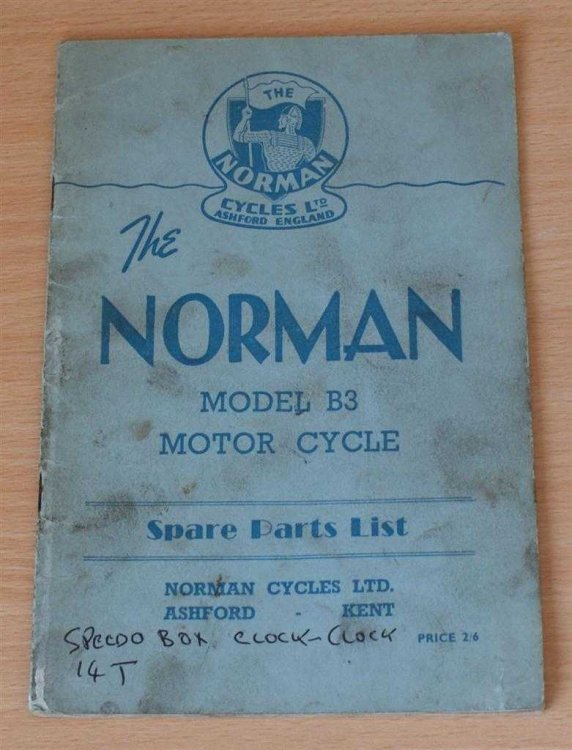 THE
NORMAN
CYCLES LTD
ASHFORD ENGLAND
The
NORMAN
MODEL B3
MOTOR CYCLE
Spare Parts List
NORMAN CYCLES LTD.
ASHFORD - KENT
SPEEDO BOX CLOCK-CLOCK PRICE 2/6
14 T